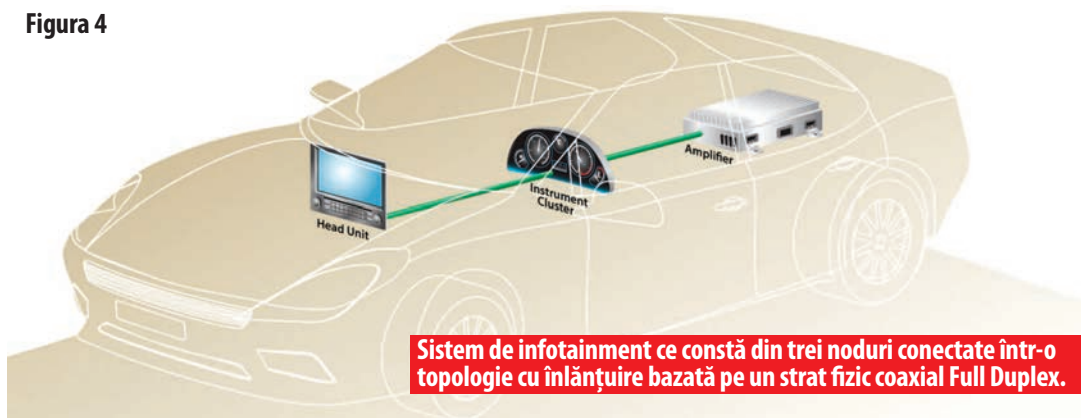 Figura 4
Amplifier
Instrument
Cluster
Head Unit
Sistem de infotainment ce constă din trei noduri conectate într-o
topologie cu înlănțuire bazată pe un strat fizic coaxial Full Duplex.